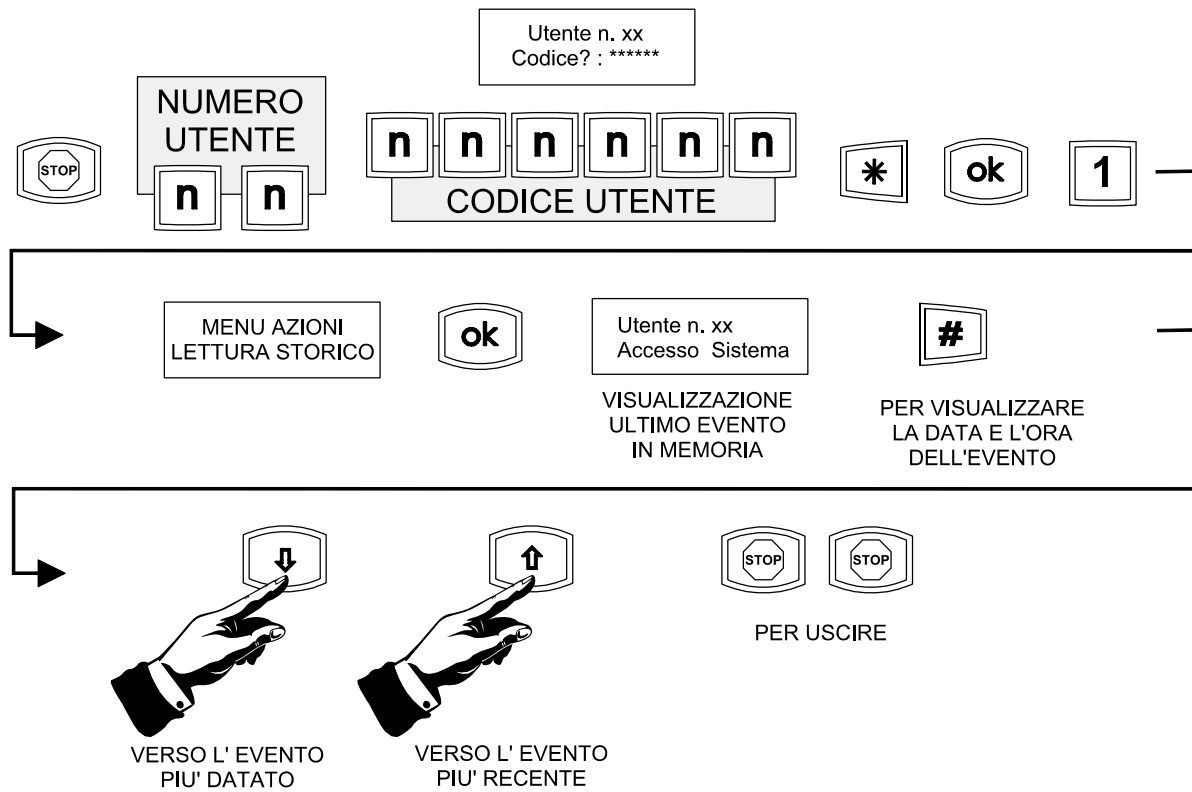 Utente n. xx
Codice? : ******
STOP
NUMERO
UTENTE
n n
n n n n n n
CODICE UTENTE
* ok 1
MENU AZIONI
LETTURA STORICO
ok
Utente n. xx
Accesso Sistema
VISUALIZZAZIONE
ULTIMO EVENTO
IN MEMORIA
#
PER VISUALIZZARE
LA DATA E L'ORA
DELL'EVENTO
⇩
VERSO L' EVENTO
PIU' DATATO
⇧
VERSO L' EVENTO
PIU' RECENTE
STOP STOP
PER USCIRE